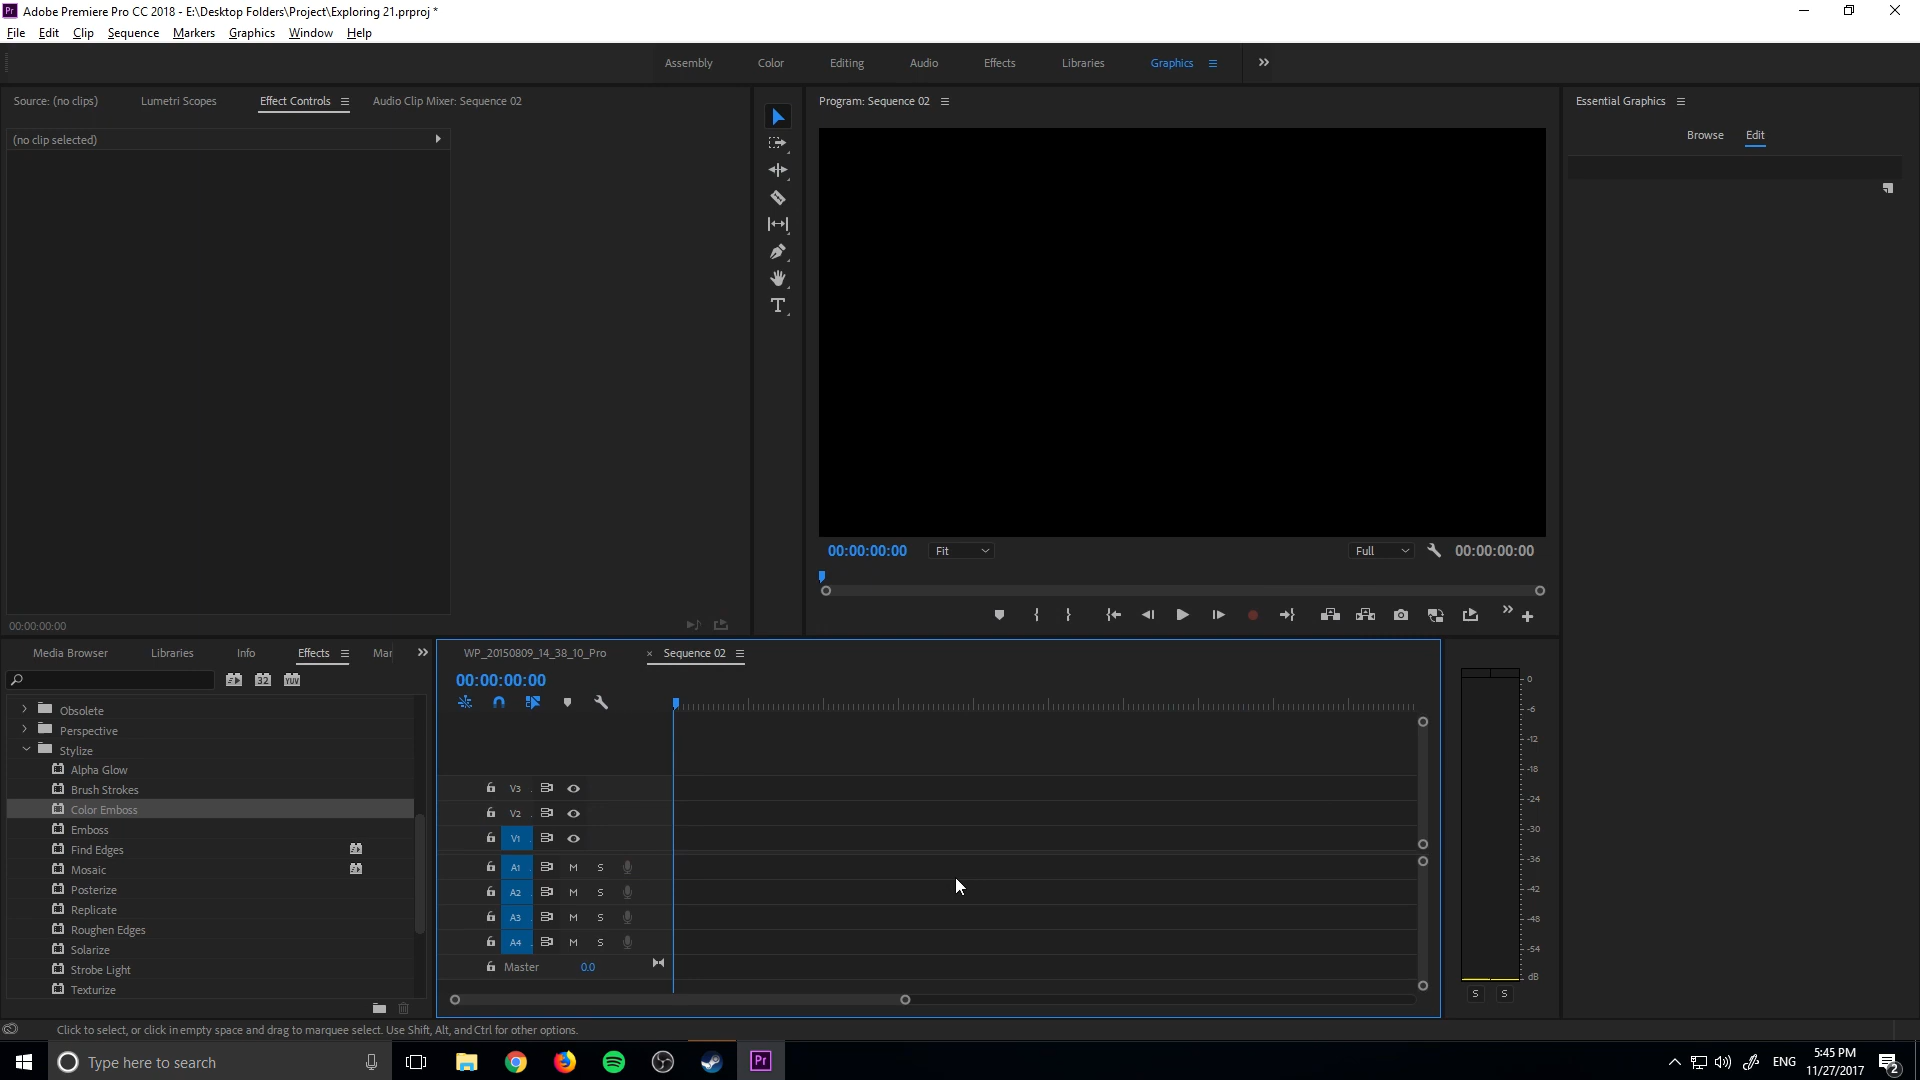 Pr Adobe Premiere Pro CC 2018 - E:\Desktop Folders\Project\Exploring 21.prproj *
File Edit Clip Sequence Markers Graphics Window Help
Assembly Color Editing Audio Effects Libraries Graphics
Source: (no clips) Lumetri Scopes Effect Controls Audio Clip Mixer: Sequence 02
Program: Sequence 02
Essential Graphics
Browse Edit
(no clip selected)
00:00:00:00 Fit Full 00:00:00:00
00:00:00:00
Media Browser Libraries Info Effects Mar
32 YUV
Obsolete
Perspective
Stylize
Alpha Glow
Brush Strokes
Color Emboss
Emboss
Find Edges
Mosaic
Posterize
Replicate
Roughen Edges
Solarize
Strobe Light
Texturize
WP_20150809_14_38_10_Pro × Sequence 02
00:00:00:00
V3
V2
V1
A1 M S
A2 M S
A3 M S
A4 M S
Master 0.0
0
-6
-12
-18
-24
-30
-36
-42
-48
-54
dB
S S
Click to select, or click in empty space and drag to marquee select. Use Shift, Alt, and Ctrl for other options.
Type here to search
Pr
ENG
5:45 PM
11/27/2017
2